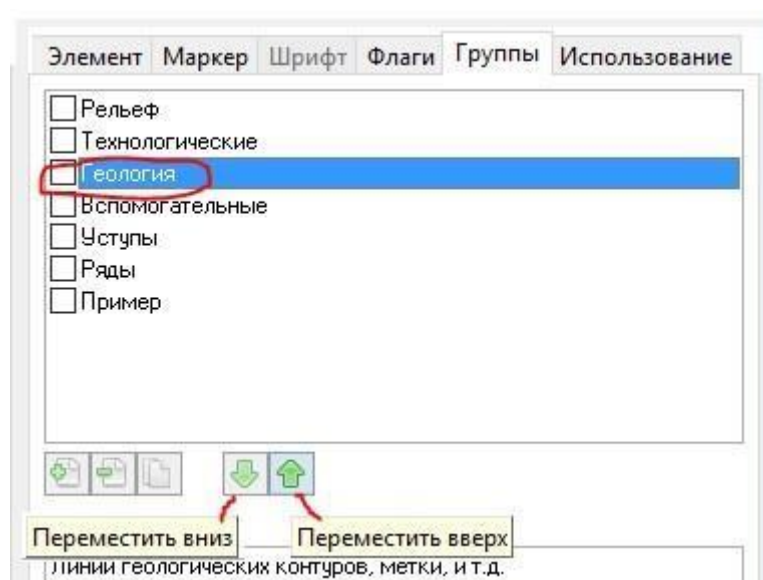 Элемент Маркер Шрифт Флаги Группы Использование
Рельеф
Технологические
Геология
Вспомогательные
Уступы
Ряды
Пример
Переместить вниз Переместить вверх
Линии геологических контуров, метки, и т.д.